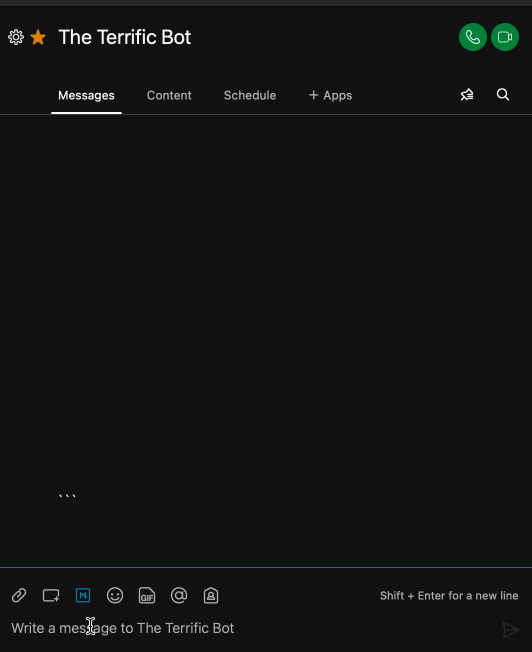 The Terrific Bot
Messages Content Schedule + Apps
```
GIF @ Shift + Enter for a new line
Write a message to The Terrific Bot